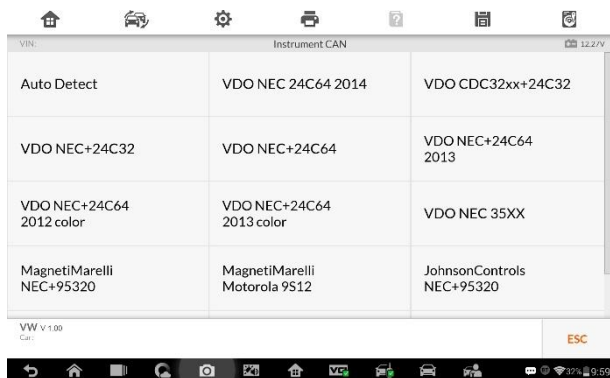 VIN:
Instrument CAN
12.27V
Auto Detect
VDO NEC 24C64 2014
VDO CDC32xx+24C32
VDO NEC+24C32
VDO NEC+24C64
VDO NEC+24C64
2013
VDO NEC+24C64
2012 color
VDO NEC+24C64
2013 color
VDO NEC 35XX
MagnetiMarelli
NEC+95320
MagnetiMarelli
Motorola 9S12
JohnsonControls
NEC+95320
VW V 1.00
Car:
ESC
32%
9:59